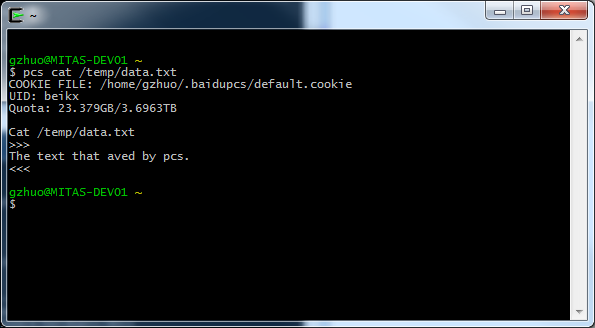 ~
gzhuo@MITAS-DEV01 ~
$ pcs cat /temp/data.txt
COOKIE FILE: /home/gzhuo/.baidupcs/default.cookie
UID: beikx
Quota: 23.379GB/3.6963TB
Cat /temp/data.txt
>>>
The text that aved by pcs.
<<<
gzhuo@MITAS-DEV01 ~
$